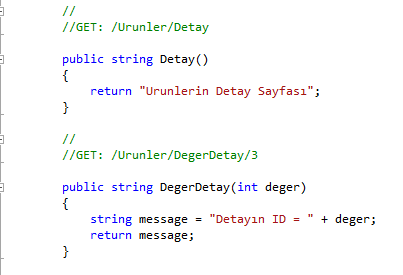 //
//GET: /Urunler/Detay
public string Detay()
{
return "Urunlerin Detay Sayfası";
}
//
//GET: /Urunler/DegerDetay/3
public string DegerDetay(int deger)
{
string message = "Detayın ID = " + deger;
return message;
}